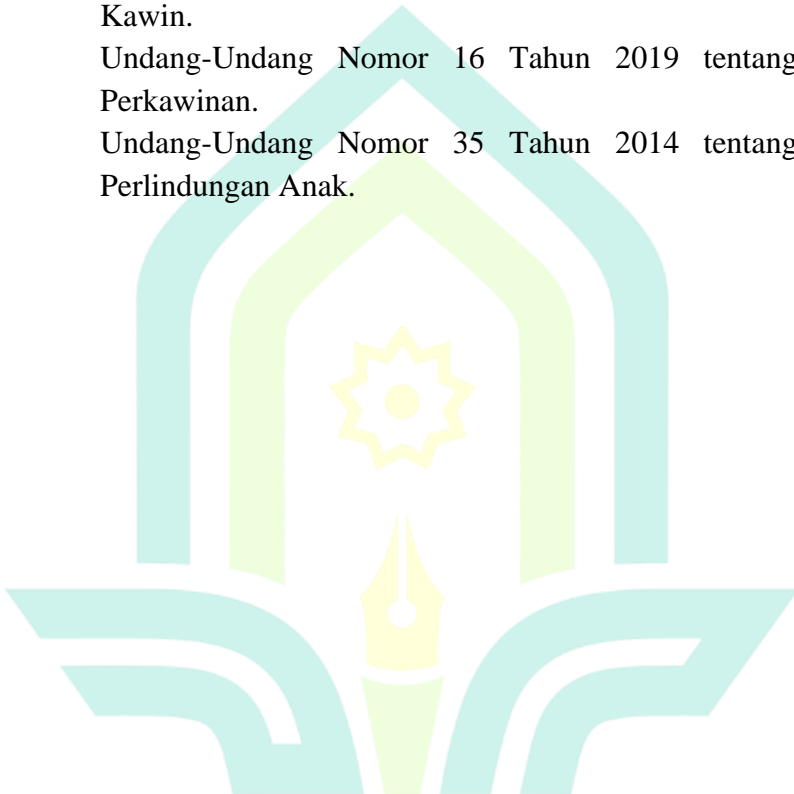 Kawin.
Undang-Undang Nomor 16 Tahun 2019 tentang
Perkawinan.
Undang-Undang Nomor 35 Tahun 2014 tentang
Perlindungan Anak.